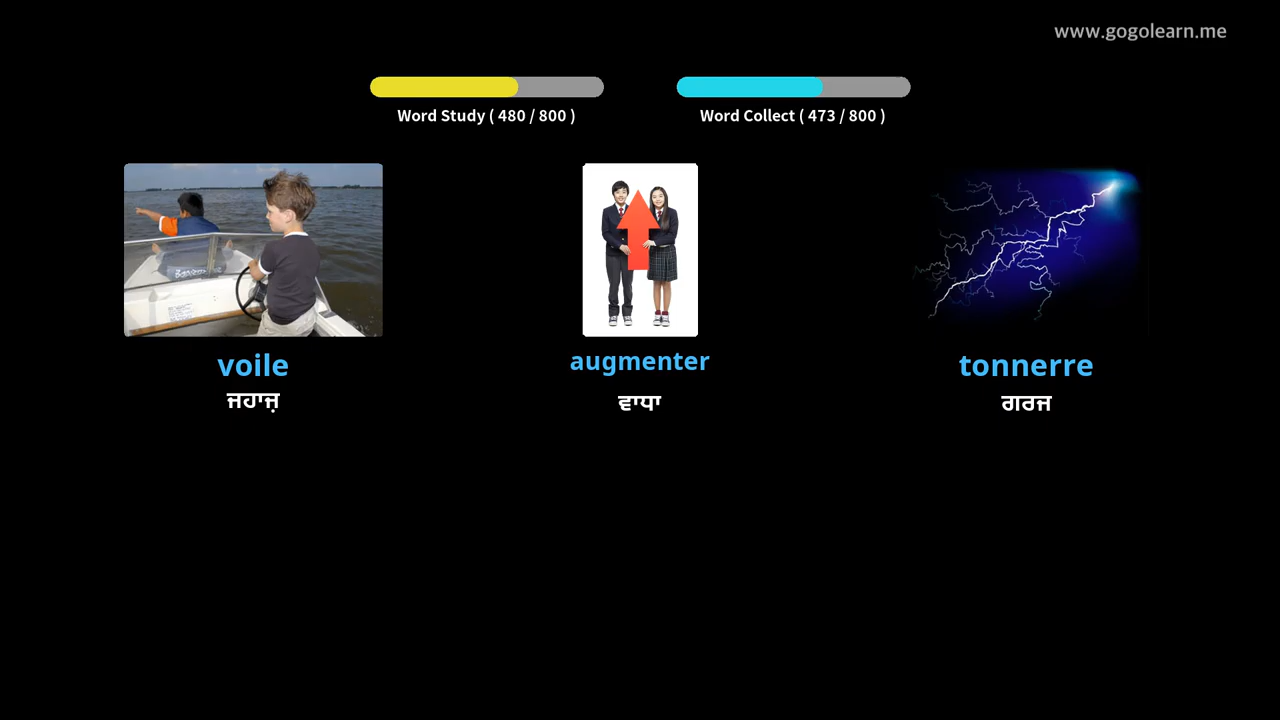 www.gogolearn.me
Word Study ( 480 / 800 )
Word Collect ( 473 / 800 )
voile
augmenter
tonnerre
ਜਹਾਜ਼
ਵਾਧਾ
ਗਰਜ